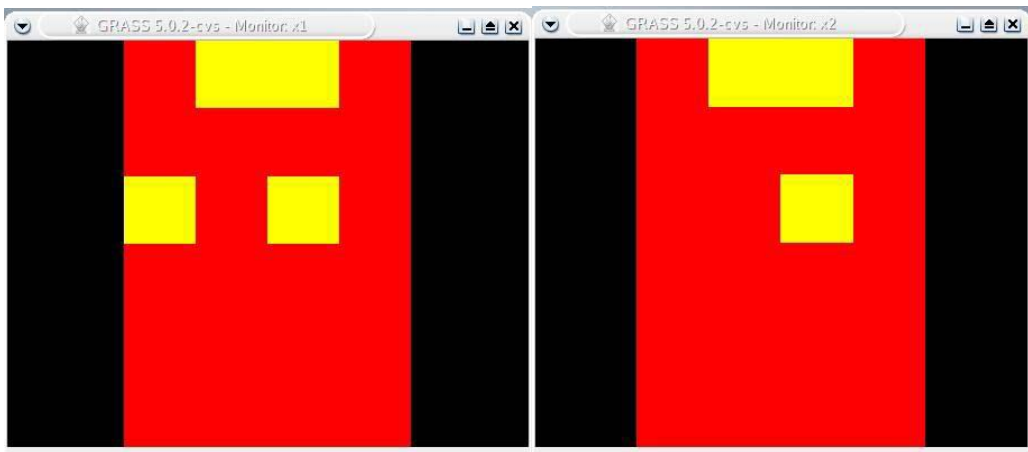 GRASS 5.0.2-cvs - Monitor: x1
GRASS 5.0.2-cvs - Monitor: x2